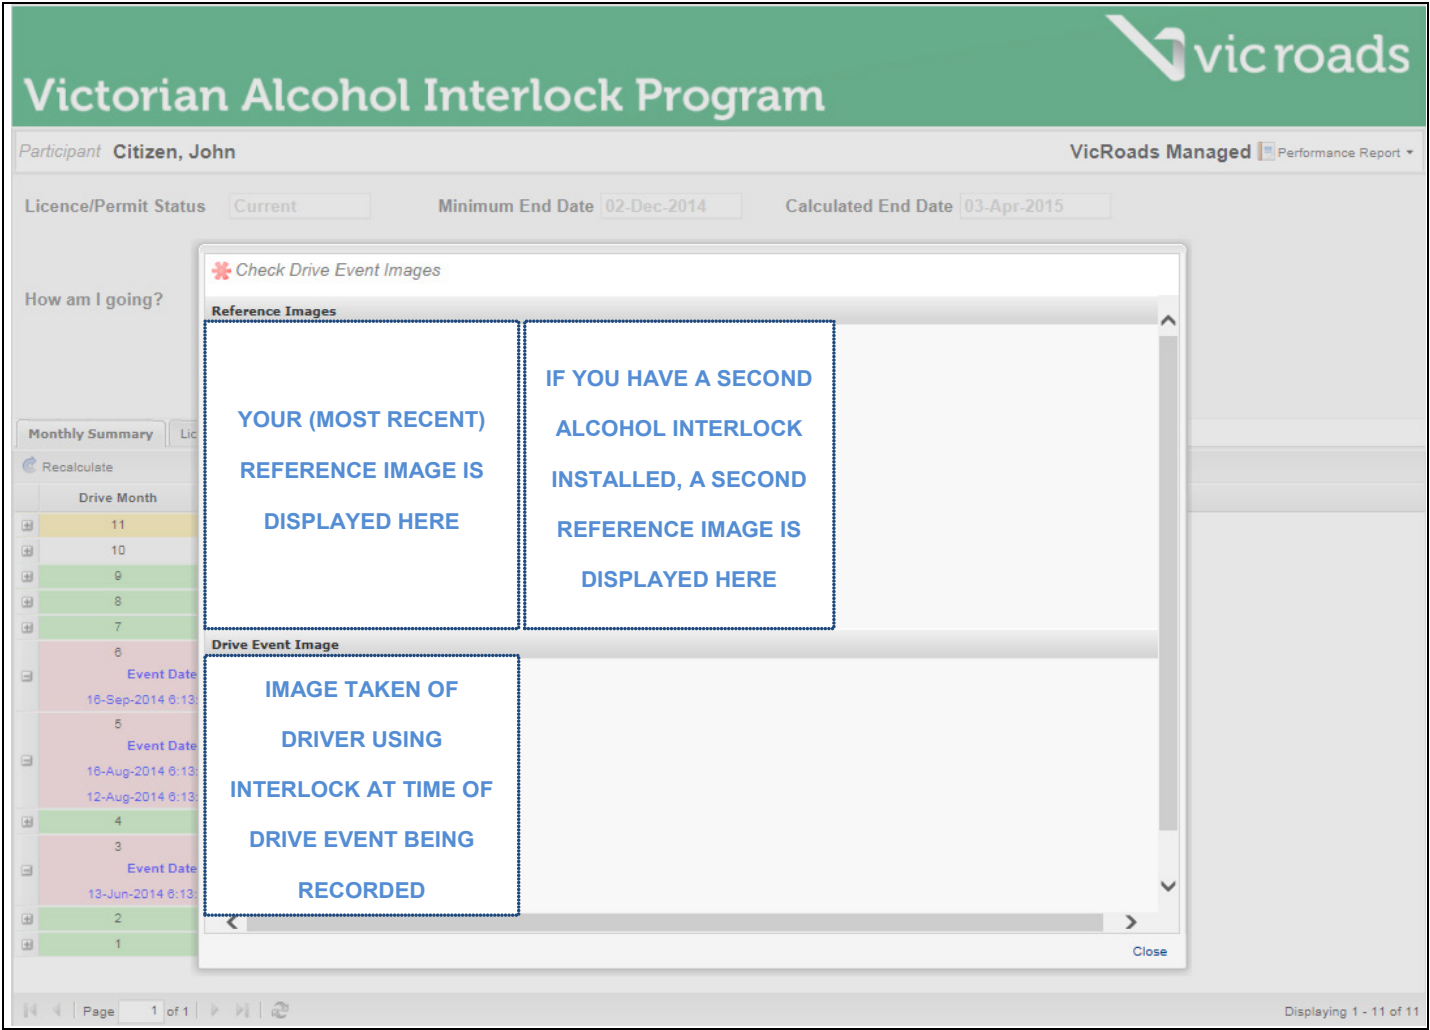 vicroads
Victorian Alcohol Interlock Program
Participant Citizen, John
VicRoads Managed Performance Report
Licence/Permit Status Current Minimum End Date 02-Dec-2014 Calculated End Date 03-Apr-2015
Check Drive Event Images
How am I going?
Reference Images
YOUR (MOST RECENT)
REFERENCE IMAGE IS
DISPLAYED HERE
IF YOU HAVE A SECOND
ALCOHOL INTERLOCK
INSTALLED, A SECOND
REFERENCE IMAGE IS
DISPLAYED HERE
Drive Event Image
IMAGE TAKEN OF
DRIVER USING
INTERLOCK AT TIME OF
DRIVE EVENT BEING
RECORDED
Close
Monthly Summary Lic
Recalculate
Drive Month
11
10
9
8
7
6
Event Date
16-Sep-2014 6:13:
5
Event Date
16-Aug-2014 6:13:
12-Aug-2014 6:13:
4
3
Event Date
13-Jun-2014 6:13:
2
1
Page 1 of 1
Displaying 1 - 11 of 11